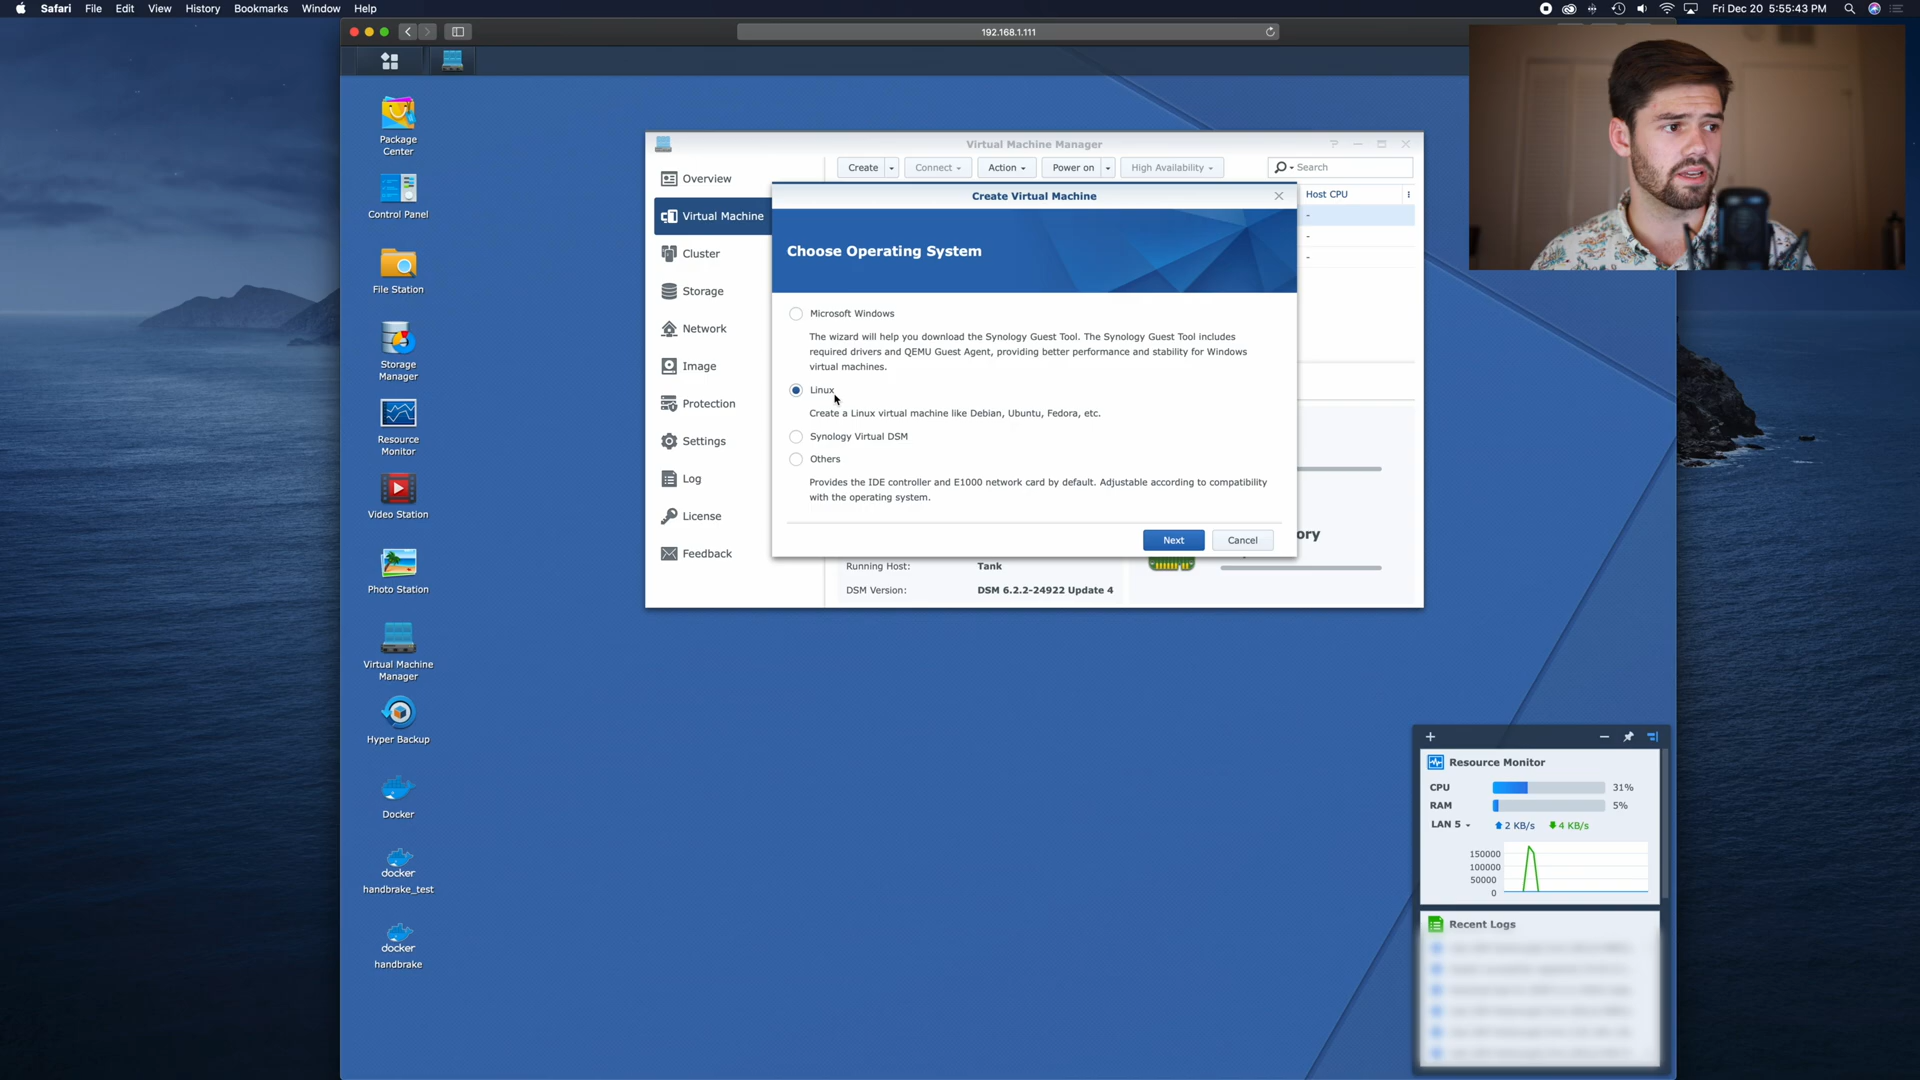 Safari File Edit View History Bookmarks Window Help
Fri Dec 20 5:55:43 PM
192.168.1.111
Package
Center
Control Panel
File Station
Storage
Manager
Resource
Monitor
Video Station
Photo Station
Virtual Machine
Manager
Hyper Backup
Docker
docker
handbrake_test
docker
handbrake
Virtual Machine Manager
Create Connect Action Power on High Availability Search
Overview
Virtual Machine
Cluster
Storage
Network
Image
Protection
Settings
Log
License
Feedback
Host CPU
-
-
-
Create Virtual Machine
Choose Operating System
Microsoft Windows
The wizard will help you download the Synology Guest Tool. The Synology Guest Tool includes
required drivers and QEMU Guest Agent, providing better performance and stability for Windows
virtual machines.
Linux
Create a Linux virtual machine like Debian, Ubuntu, Fedora, etc.
Synology Virtual DSM
Others
Provides the IDE controller and E1000 network card by default. Adjustable according to compatibility
with the operating system.
Next Cancel
ory
Running Host: Tank
DSM Version: DSM 6.2.2-24922 Update 4
Resource Monitor
CPU 31%
RAM 5%
LAN 5 2 KB/s 4 KB/s
150000
100000
50000
0
Recent Logs